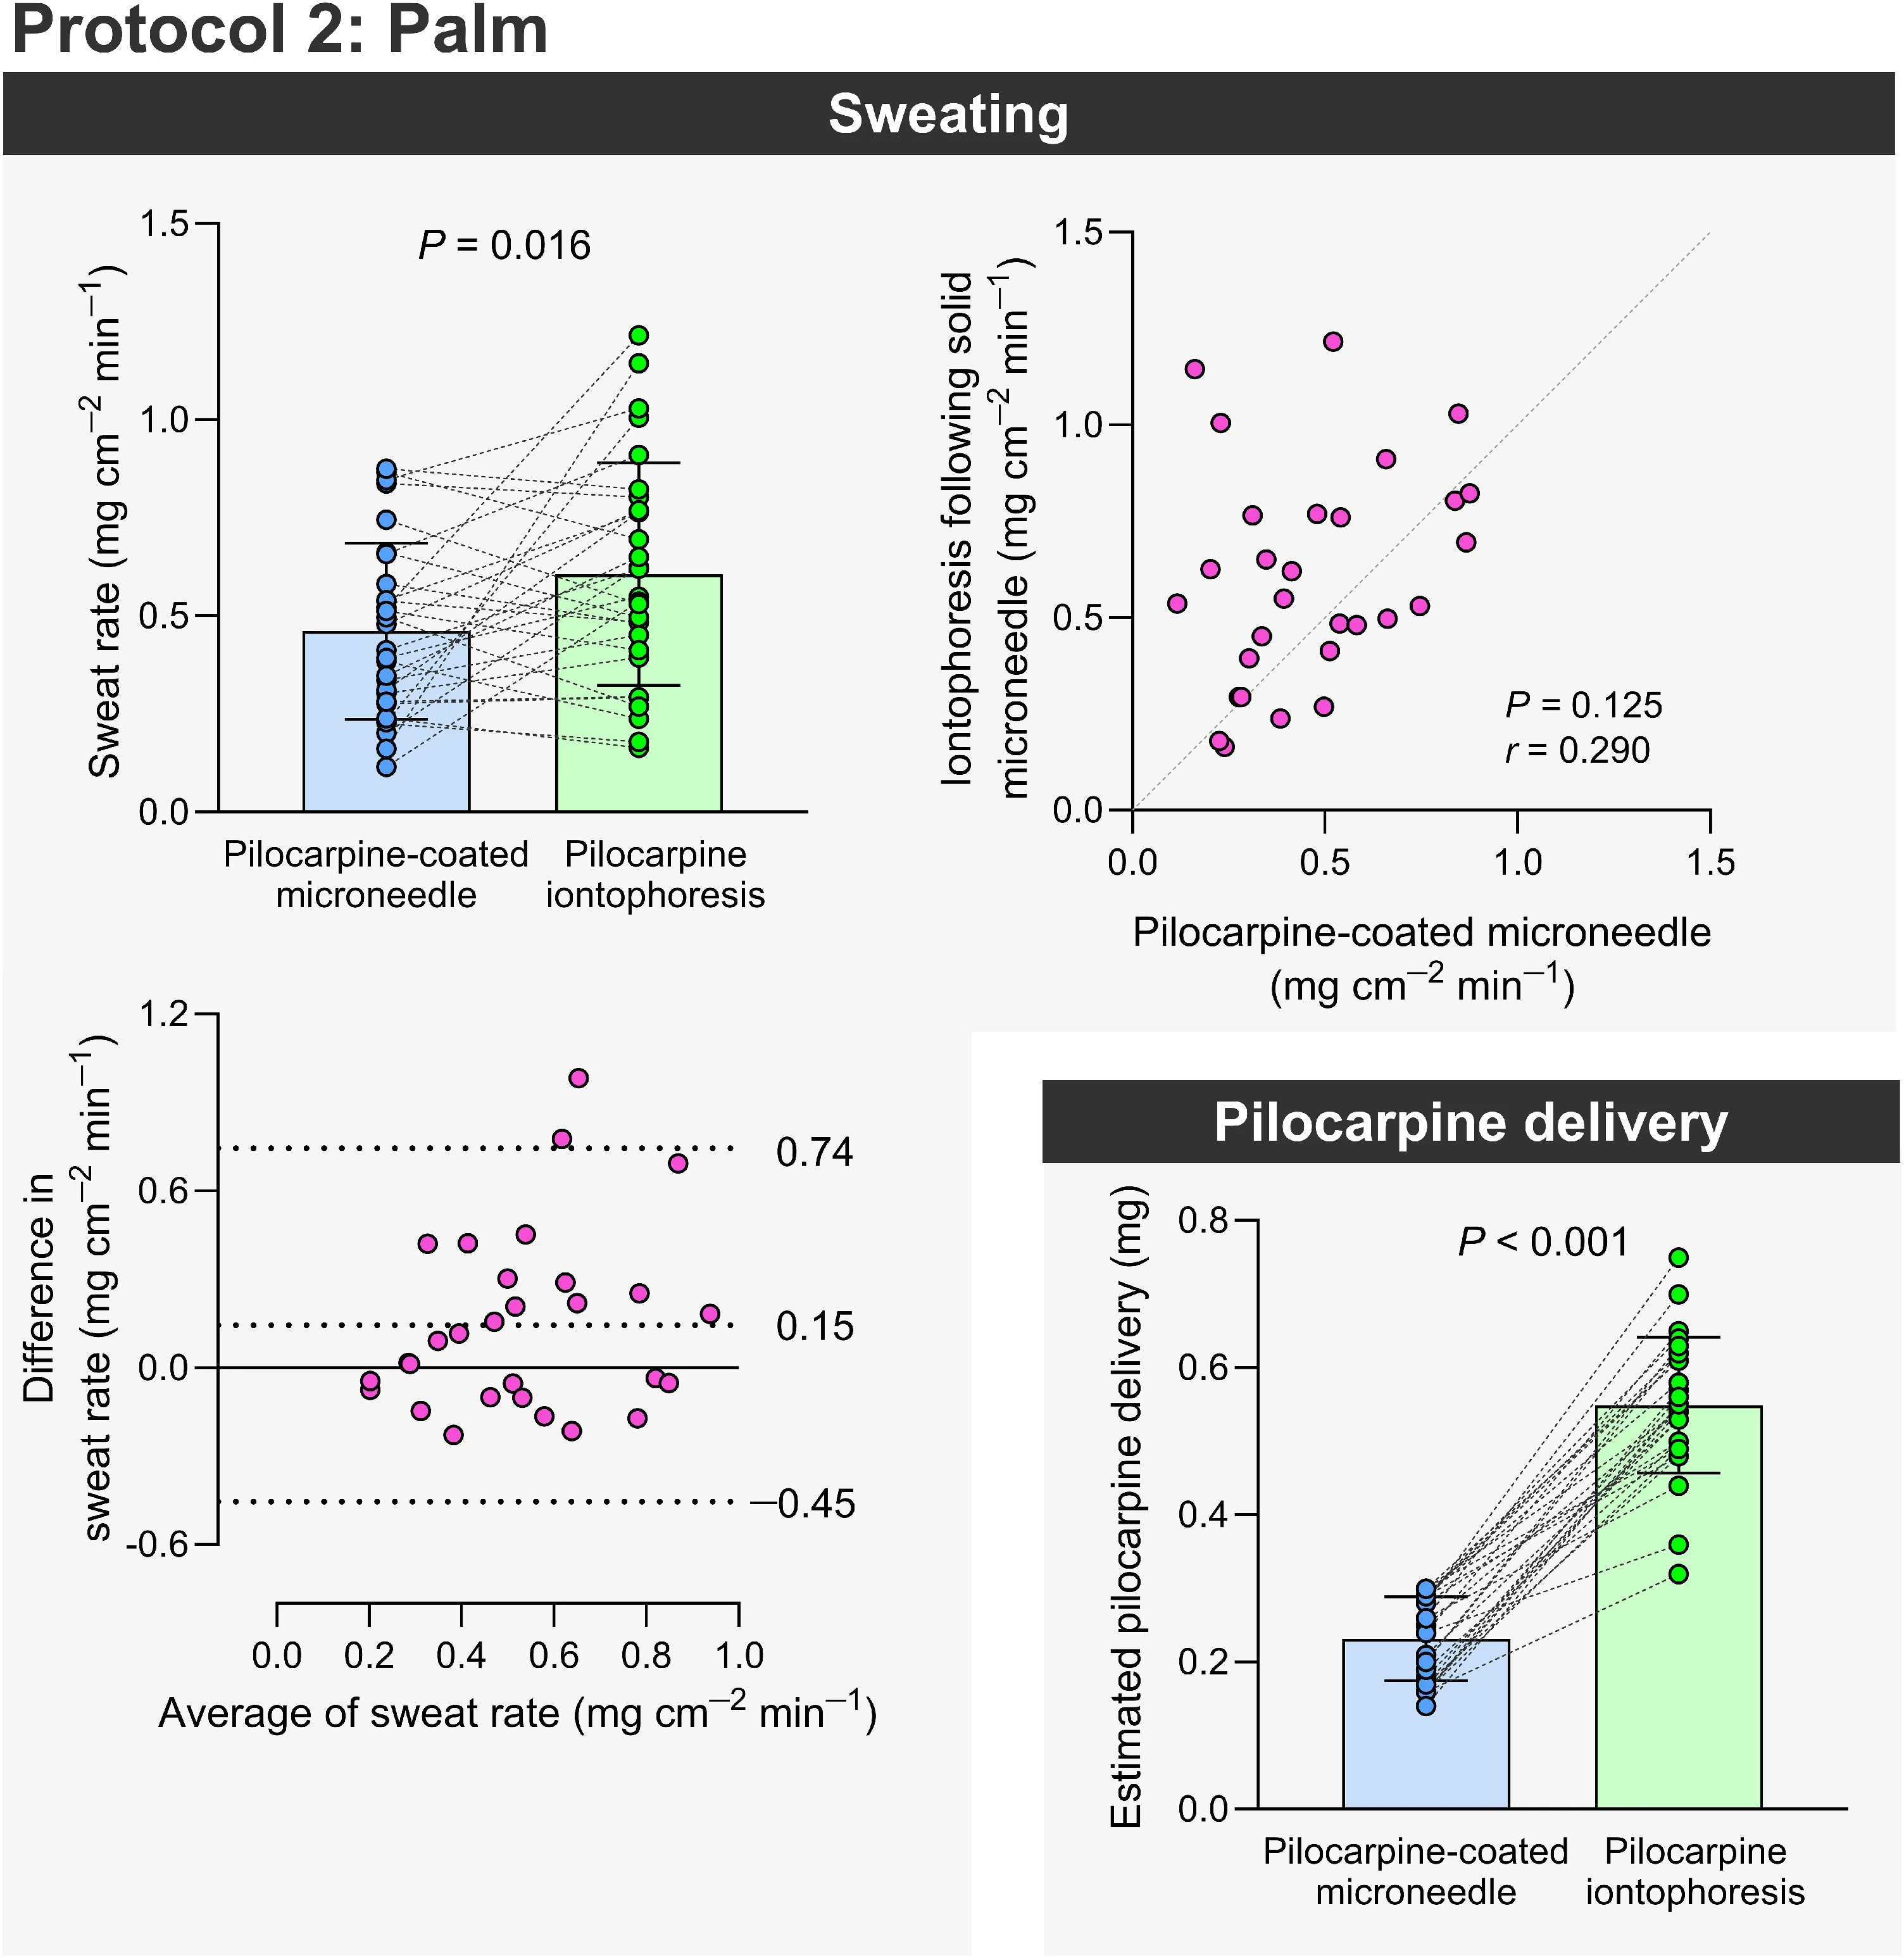 Protocol 2: Palm
Sweating
Sweat rate (mg cm⁻² min⁻¹)
1.5
1.0
0.5
0.0
P = 0.016
Pilocarpine-coated
microneedle
Pilocarpine
iontophoresis
Iontophoresis following solid
microneedle (mg cm⁻² min⁻¹)
1.5
1.0
0.5
0.0
P = 0.125
r = 0.290
0.0 0.5 1.0 1.5
Pilocarpine-coated microneedle
(mg cm⁻² min⁻¹)
Difference in
sweat rate (mg cm⁻² min⁻¹)
1.2
0.6
0.0
-0.6
0.74
0.15
−0.45
0.0 0.2 0.4 0.6 0.8 1.0
Average of sweat rate (mg cm⁻² min⁻¹)
Pilocarpine delivery
Estimated pilocarpine delivery (mg)
0.8
0.6
0.4
0.2
0.0
P < 0.001
Pilocarpine-coated
microneedle
Pilocarpine
iontophoresis